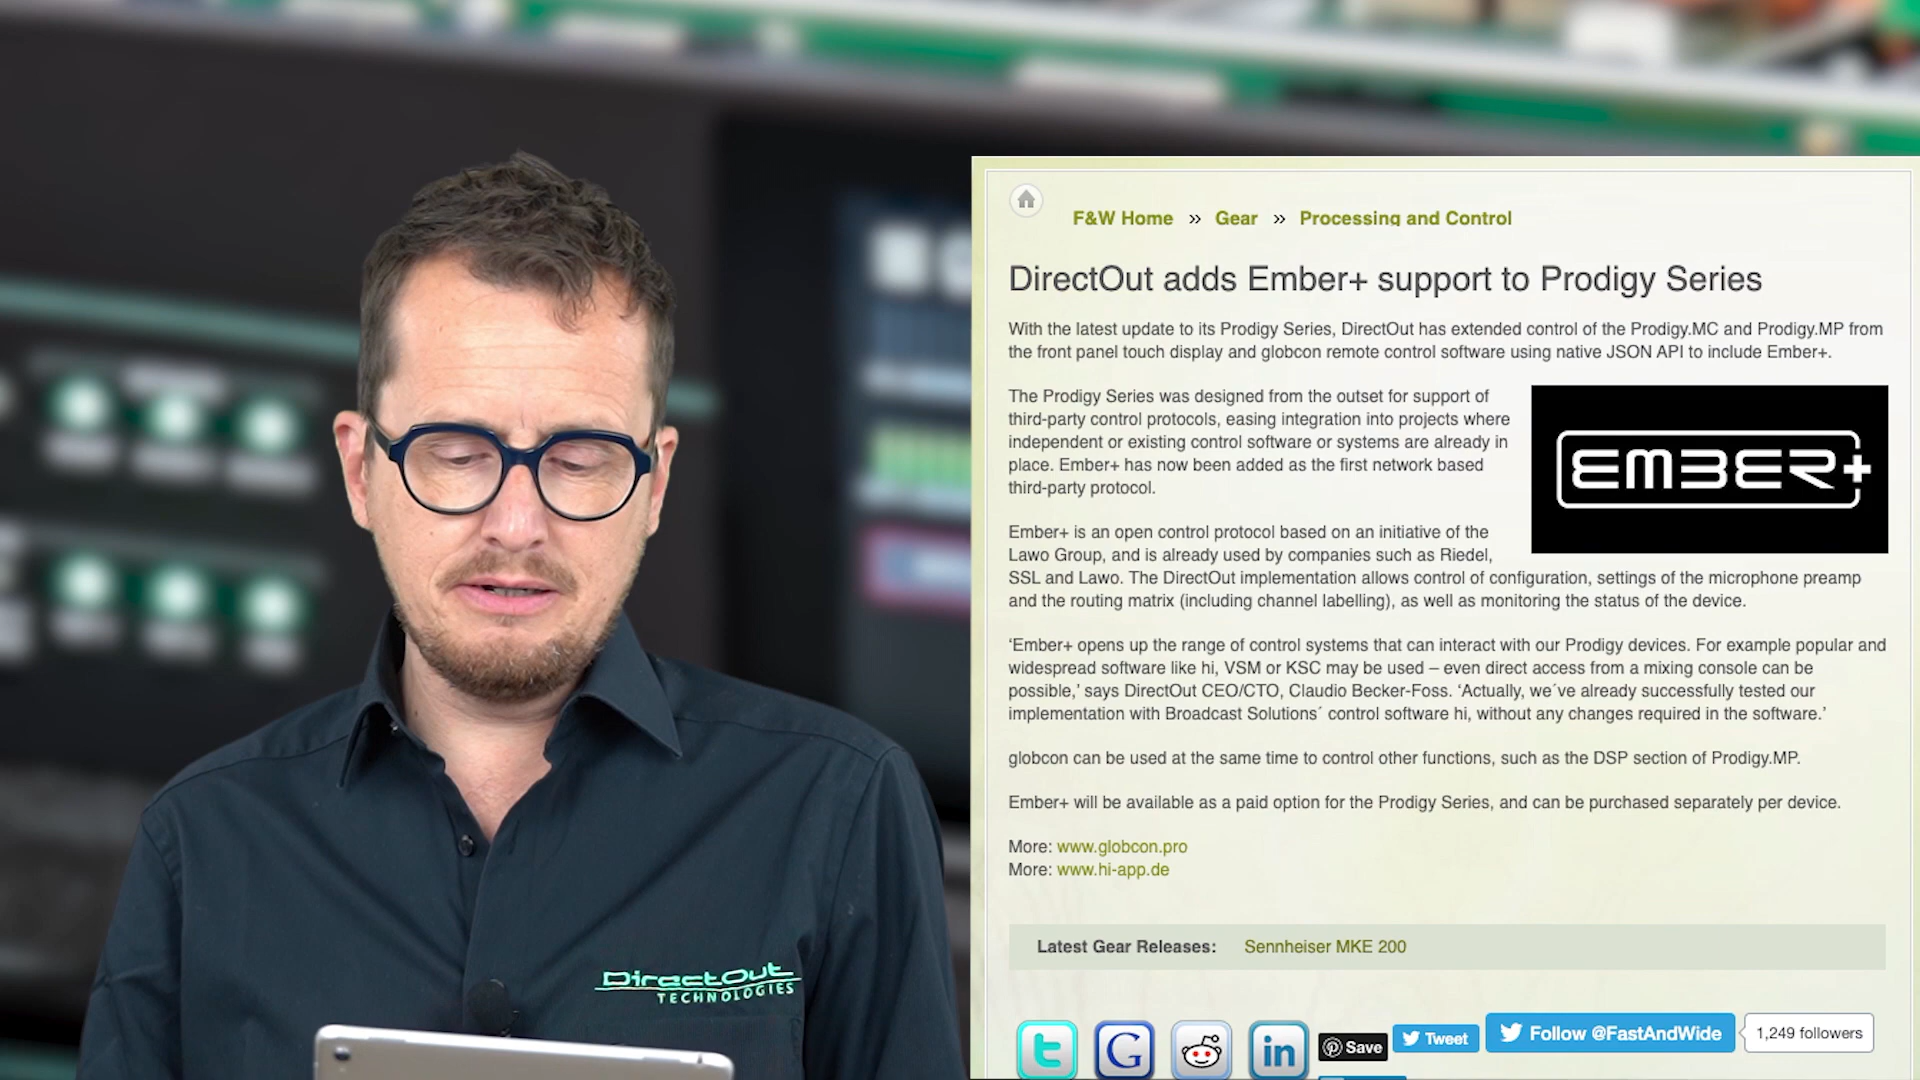 F&W Home » Gear » Processing and Control
DirectOut adds Ember+ support to Prodigy Series
With the latest update to its Prodigy Series, DirectOut has extended control of the Prodigy.MC and Prodigy.MP from
the front panel touch display and globcon remote control software using native JSON API to include Ember+.
The Prodigy Series was designed from the outset for support of
third-party control protocols, easing integration into projects where
independent or existing control software or systems are already in
place. Ember+ has now been added as the first network based
third-party protocol.
EMBER+
Ember+ is an open control protocol based on an initiative of the
Lawo Group, and is already used by companies such as Riedel,
SSL and Lawo. The DirectOut implementation allows control of configuration, settings of the microphone preamp
and the routing matrix (including channel labelling), as well as monitoring the status of the device.
‘Ember+ opens up the range of control systems that can interact with our Prodigy devices. For example popular and
widespread software like hi, VSM or KSC may be used – even direct access from a mixing console can be
possible,’ says DirectOut CEO/CTO, Claudio Becker-Foss. ‘Actually, we´ve already successfully tested our
implementation with Broadcast Solutions´ control software hi, without any changes required in the software.’
globcon can be used at the same time to control other functions, such as the DSP section of Prodigy.MP.
Ember+ will be available as a paid option for the Prodigy Series, and can be purchased separately per device.
More: www.globcon.pro
More: www.hi-app.de
Latest Gear Releases: Sennheiser MKE 200
t G in Save Tweet Follow @FastAndWide 1,249 followers
DirectOut
TECHNOLOGIES